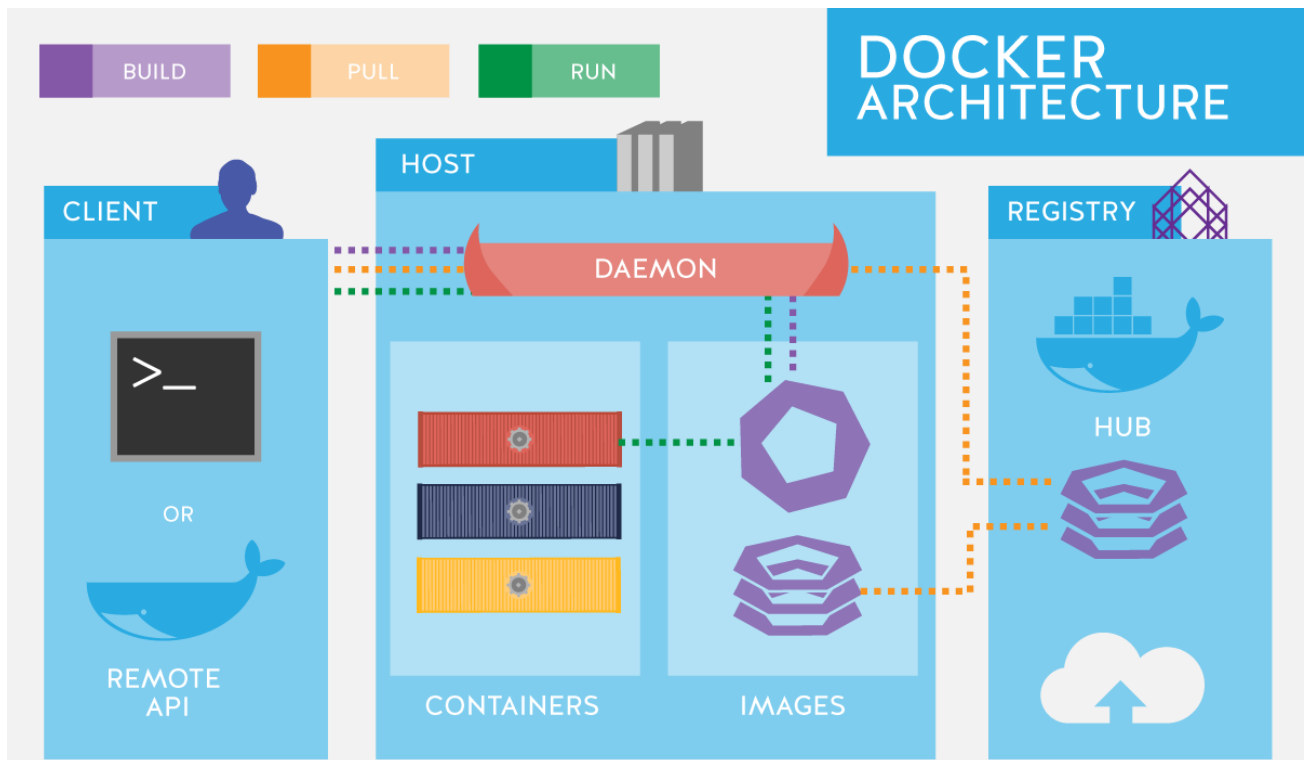 BUILD
PULL
RUN
DOCKER
ARCHITECTURE
HOST
CLIENT
REGISTRY
DAEMON
>_
HUB
OR
REMOTE
API
CONTAINERS
IMAGES